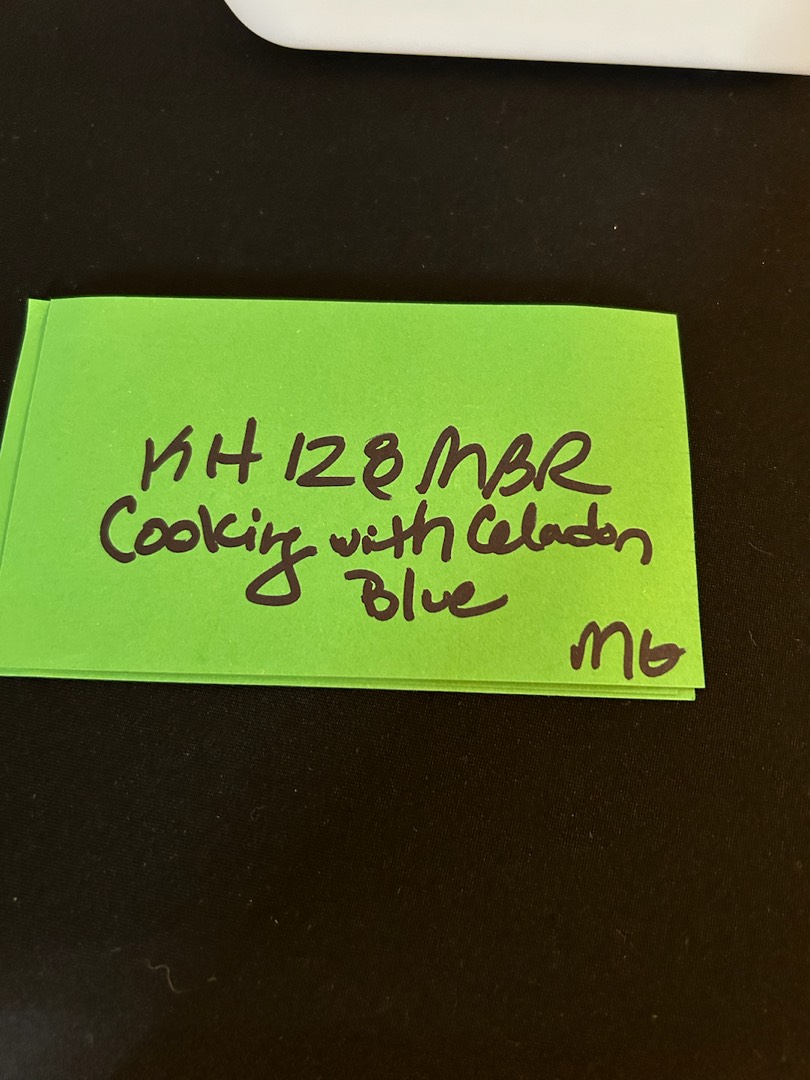 KH 128 MBR
Cooking with Celadon
Blue
MG